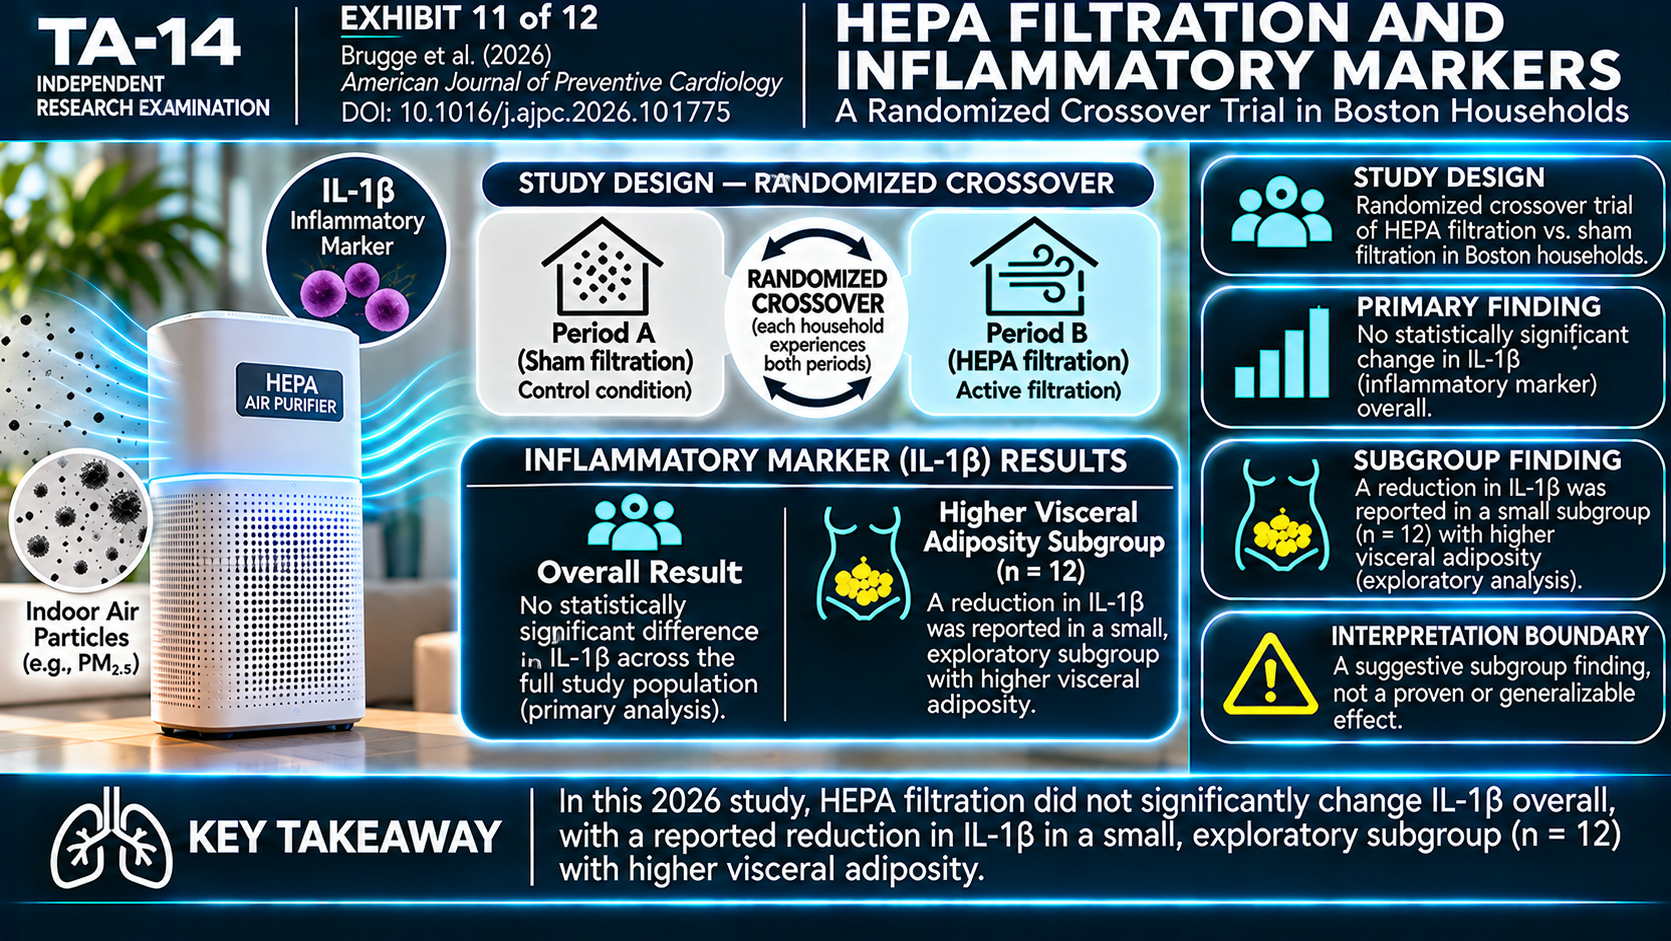 TA-14
INDEPENDENT
RESEARCH EXAMINATION
EXHIBIT 11 of 12
Brugge et al. (2026)
American Journal of Preventive Cardiology
DOI: 10.1016/j.ajpc.2026.101775
HEPA FILTRATION AND
INFLAMMATORY MARKERS
A Randomized Crossover Trial in Boston Households
IL-1β
Inflammatory
Marker
HEPA
AIR PURIFIER
Indoor Air
Particles
(e.g., PM2.5)
STUDY DESIGN — RANDOMIZED CROSSOVER
Period A
(Sham filtration)
Control condition)
RANDOMIZED
CROSSOVER
(each household
experiences
both periods)
Period B
(HEPA filtration)
Active filtration)
INFLAMMATORY MARKER (IL-1β) RESULTS
Overall Result
No statistically
significant difference
in IL-1β across the
full study population
(primary analysis).
Higher Visceral
Adiposity Subgroup
(n = 12)
A reduction in IL-1β
was reported in a small,
exploratory subgroup
with higher visceral
adiposity.
STUDY DESIGN
Randomized crossover trial
of HEPA filtration vs. sham
filtration in Boston households.
PRIMARY FINDING
No statistically significant
change in IL-1β
(inflammatory marker)
overall.
SUBGROUP FINDING
A reduction in IL-1β was
reported in a small subgroup
(n = 12) with higher
visceral adiposity
(exploratory analysis).
INTERPRETATION BOUNDARY
A suggestive subgroup finding,
not a proven or generalizable
effect.
KEY TAKEAWAY
In this 2026 study, HEPA filtration did not significantly change IL-1β overall,
with a reported reduction in IL-1β in a small, exploratory subgroup (n = 12)
with higher visceral adiposity.